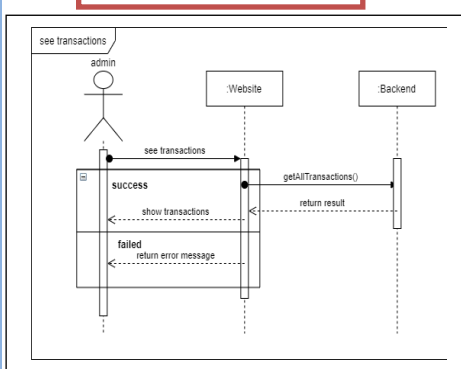 see transactions
admin
:Website
:Backend
see transactions
success
getAllTransactions()
return result
show transactions
failed
return error message